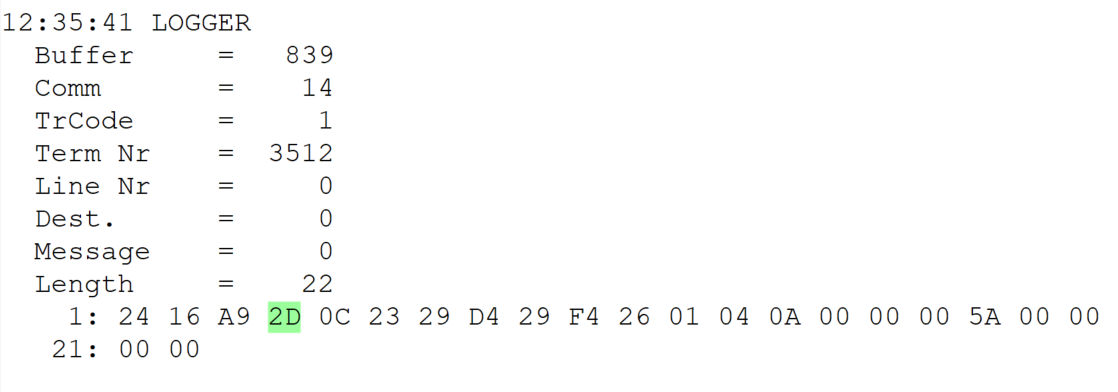 12:35:41 LOGGER
Buffer = 839
Comm = 14
TrCode = 1
Term Nr = 3512
Line Nr = 0
Dest. = 0
Message = 0
Length = 22
1: 24 16 A9 2D 0C 23 29 D4 29 F4 26 01 04 0A 00 00 00 5A 00 00
21: 00 00